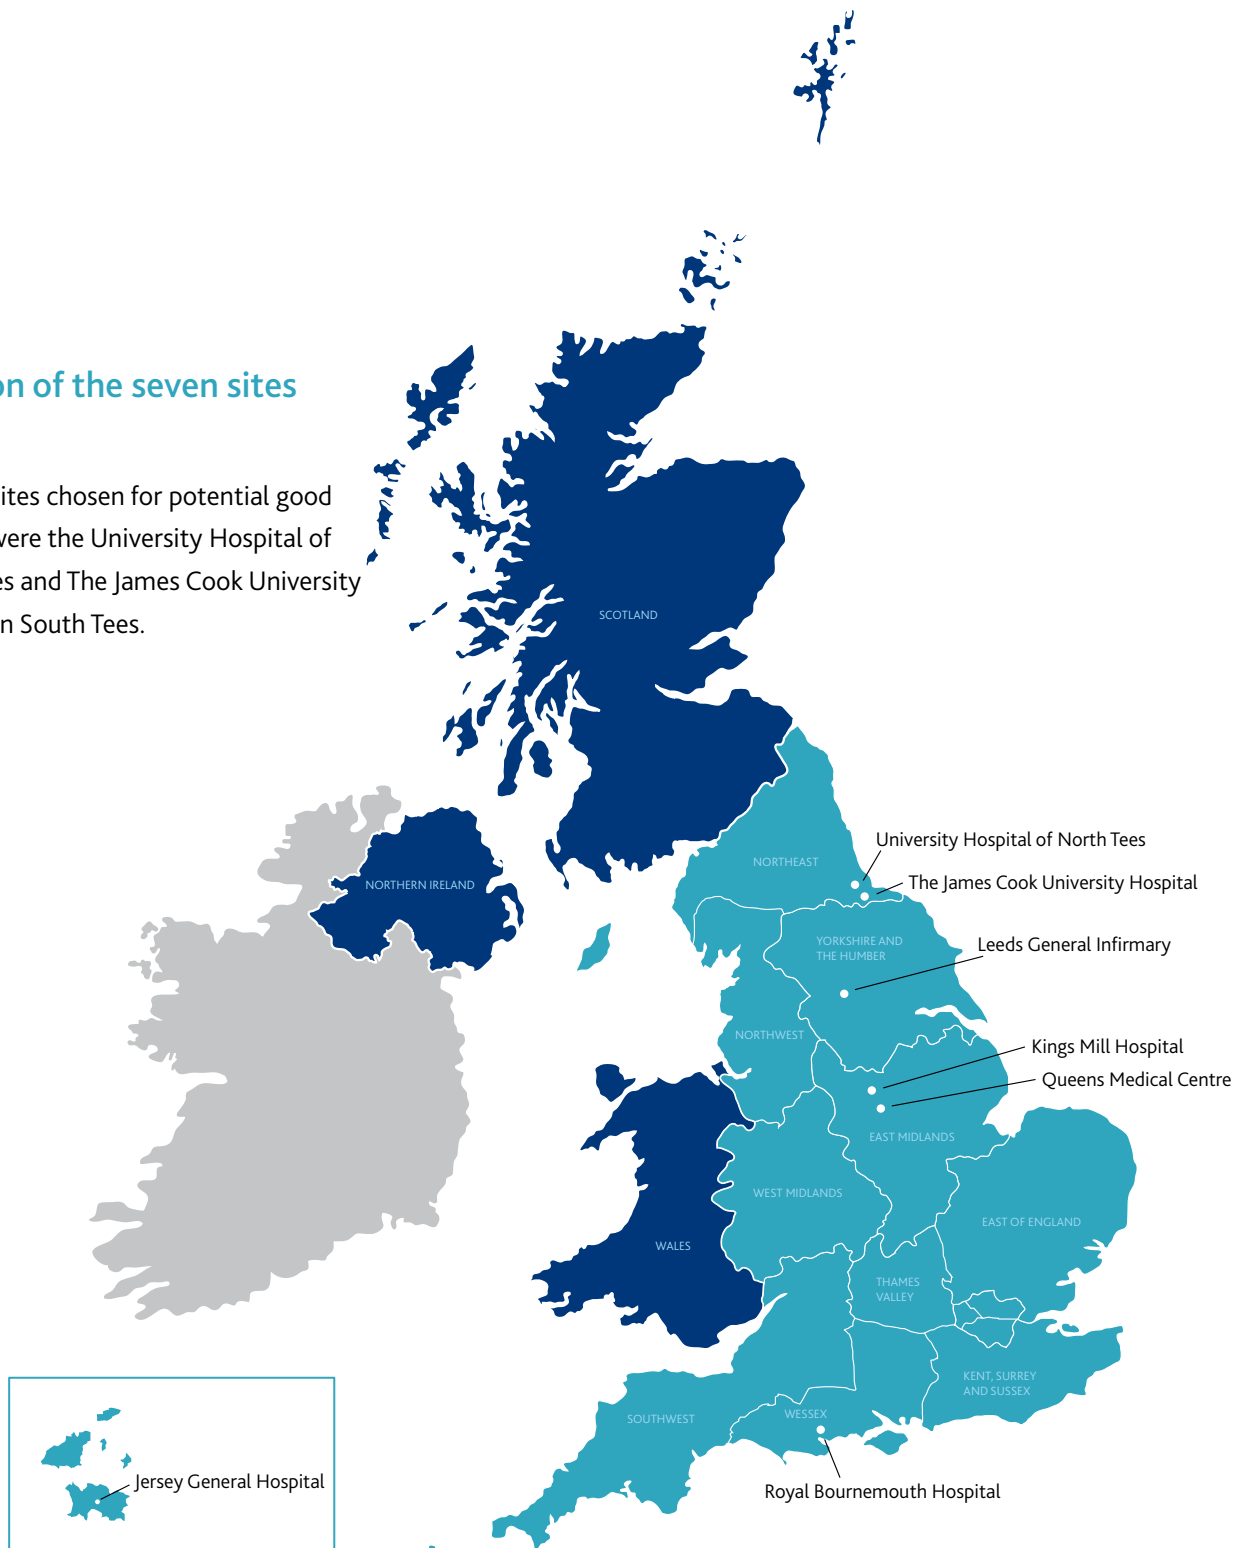 on of the seven sites
ites chosen for potential good
were the University Hospital of
es and The James Cook University
n South Tees.
SCOTLAND
University Hospital of North Tees
NORTHEAST
The James Cook University Hospital
NORTHERN IRELAND
YORKSHIRE AND
THE HUMBER
Leeds General Infirmary
NORTHWEST
Kings Mill Hospital
Queens Medical Centre
EAST MIDLANDS
WEST MIDLANDS
EAST OF ENGLAND
WALES
THAMES
VALLEY
KENT, SURREY
AND SUSSEX
WESSEX
SOUTHWEST
Jersey General Hospital
Royal Bournemouth Hospital